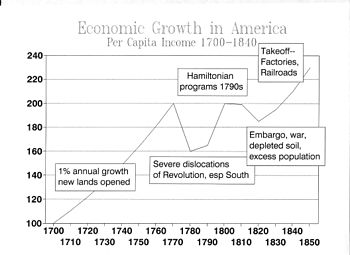 Economic Growth in America
Per Capita Income 1700-1840
Takeoff--
Factories,
Railroads
Hamiltonian
programs 1790s
1% annual growth
new lands opened
Severe dislocations
of Revolution, esp South
Embargo, war,
depleted soil,
excess population
240
220
200
180
160
140
120
100
1700 1720 1740 1760 1780 1800 1820 1840
1710 1730 1750 1770 1790 1810 1830 1850